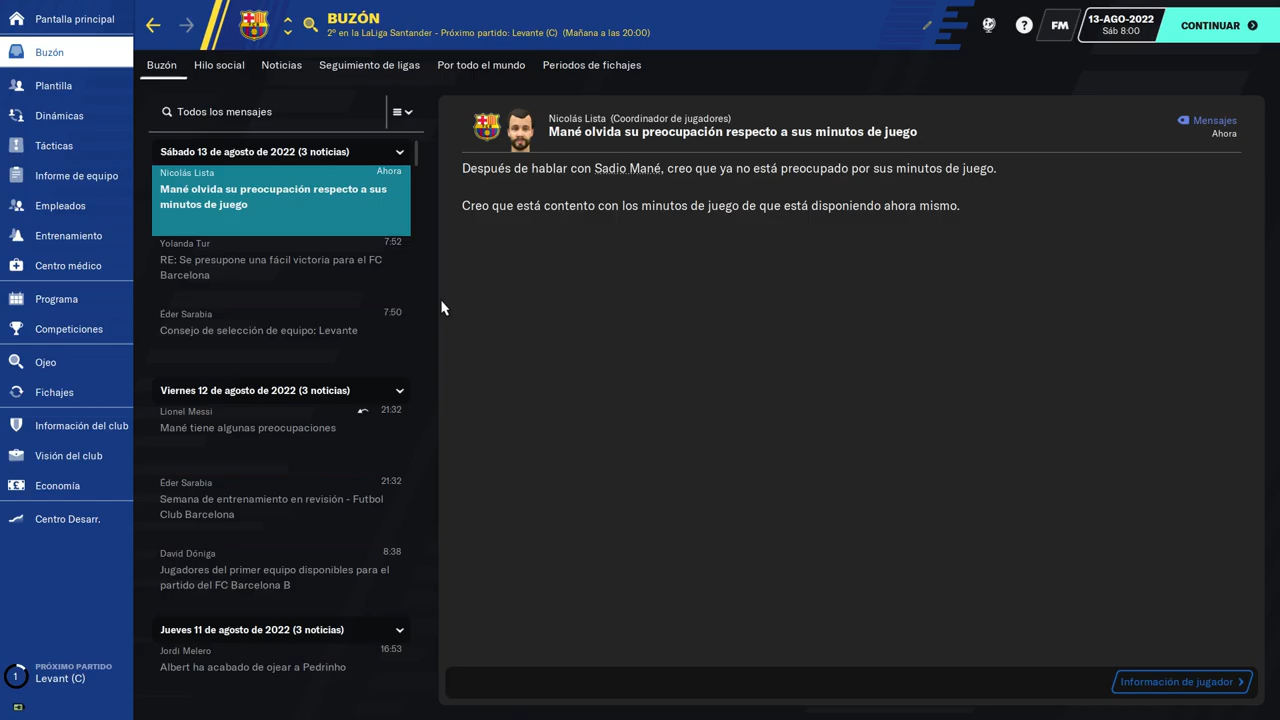 Pantalla principal
Buzón
Plantilla
Dinámicas
Tácticas
Informe de equipo
Empleados
Entrenamiento
Centro médico
Programa
Competiciones
Ojeo
Fichajes
Información del club
Visión del club
Economía
Centro Desarr.
1
PRÓXIMO PARTIDO
Levant (C)
BUZÓN
2º en la LaLiga Santander - Próximo partido: Levante (C) (Mañana a las 20:00)
?
FM
13-AGO-2022
Sáb 8:00
CONTINUAR
Buzón
Hilo social
Noticias
Seguimiento de ligas
Por todo el mundo
Periodos de fichajes
Todos los mensajes
Sábado 13 de agosto de 2022 (3 noticias)
Nicolás Lista
Ahora
Mané olvida su preocupación respecto a sus
minutos de juego
Yolanda Tur
7:52
RE: Se presupone una fácil victoria para el FC
Barcelona
Éder Sarabia
7:50
Consejo de selección de equipo: Levante
Viernes 12 de agosto de 2022 (3 noticias)
Lionel Messi
21:32
Mané tiene algunas preocupaciones
Éder Sarabia
21:32
Semana de entrenamiento en revisión - Futbol
Club Barcelona
David Dóniga
8:38
Jugadores del primer equipo disponibles para el
partido del FC Barcelona B
Jueves 11 de agosto de 2022 (3 noticias)
Jordi Melero
16:53
Albert ha acabado de ojear a Pedrinho
Nicolás Lista (Coordinador de jugadores)
Mané olvida su preocupación respecto a sus minutos de juego
Mensajes
Ahora
Después de hablar con Sadio Mané, creo que ya no está preocupado por sus minutos de juego.
Creo que está contento con los minutos de juego de que está disponiendo ahora mismo.
Información de jugador